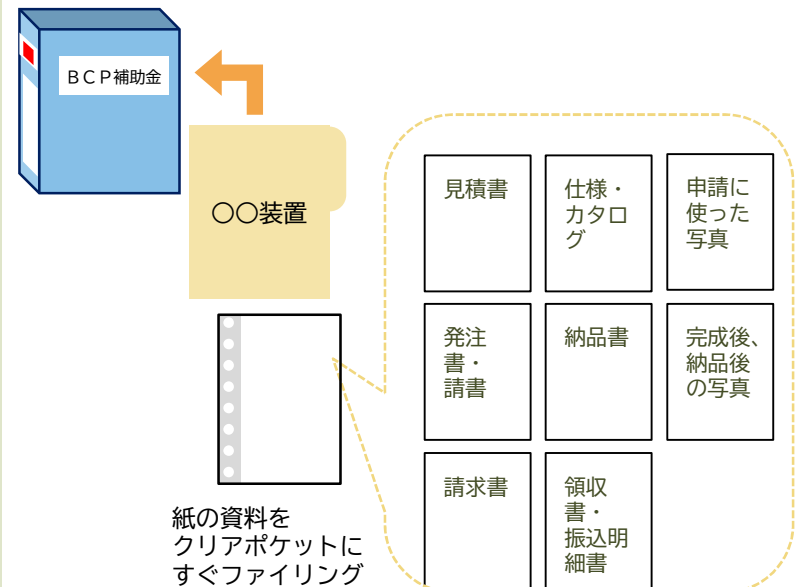 BCP補助金
〇〇装置
見積書
仕様・
カタロ
グ
申請に
使った
写真
発注
書・
請書
納品書
完成後、
納品後
の写真
請求書
領収
書・
振込明
細書
紙の資料を
クリアポケットに
すぐファイリング